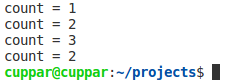 count = 1
count = 2
count = 3
count = 2
cuppar@cuppar:~/projects$